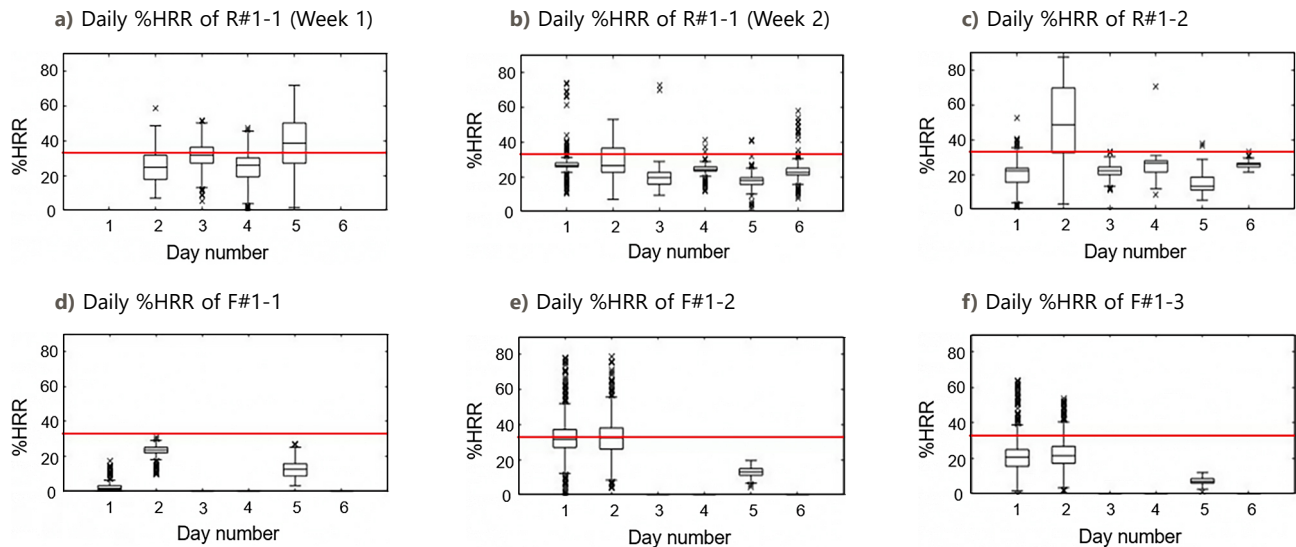 a) Daily %HRR of R#1-1 (Week 1)
b) Daily %HRR of R#1-1 (Week 2)
c) Daily %HRR of R#1-2
%HRR
80
60
40
20
0
1 2 3 4 5 6
Day number
%HRR
80
60
40
20
0
1 2 3 4 5 6
Day number
%HRR
80
60
40
20
0
1 2 3 4 5 6
Day number
d) Daily %HRR of F#1-1
e) Daily %HRR of F#1-2
f) Daily %HRR of F#1-3
%HRR
80
60
40
20
0
1 2 3 4 5 6
Day number
%HRR
80
60
40
20
0
1 2 3 4 5 6
Day number
%HRR
80
60
40
20
0
1 2 3 4 5 6
Day number